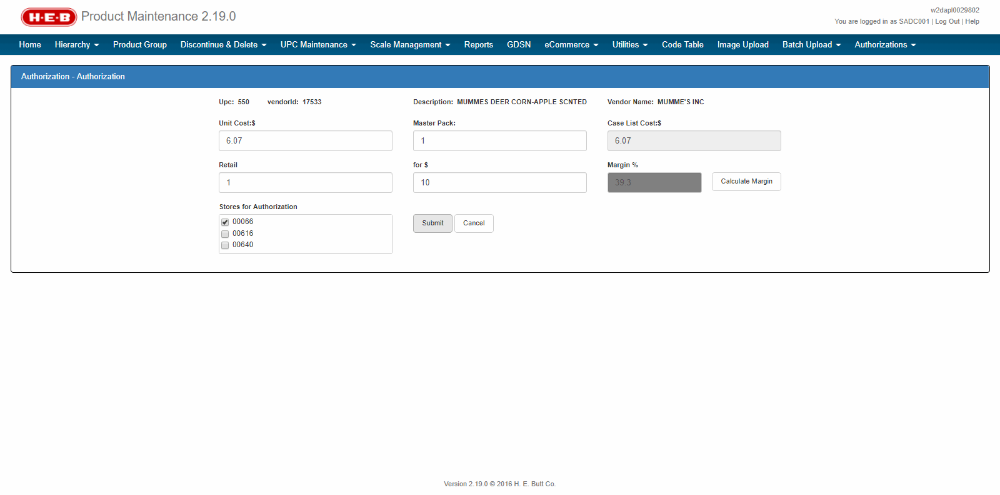 H-E-B Product Maintenance 2.19.0
w2dapl0029802
You are logged in as SADC001 | Log Out | Help
Home Hierarchy Product Group Discontinue & Delete UPC Maintenance Scale Management Reports GDSN eCommerce Utilities Code Table Image Upload Batch Upload Authorizations
Authorization - Authorization
Upc: 550 vendorId: 17533 Description: MUMMES DEER CORN-APPLE SCNTED Vendor Name: MUMME'S INC
Unit Cost:$ Master Pack: Case List Cost:$
6.07 1 6.07
Retail for $ Margin %
1 10 39.3 Calculate Margin
Stores for Authorization
00066 Submit Cancel
00616
00640
Version 2.19.0 © 2016 H. E. Butt Co.